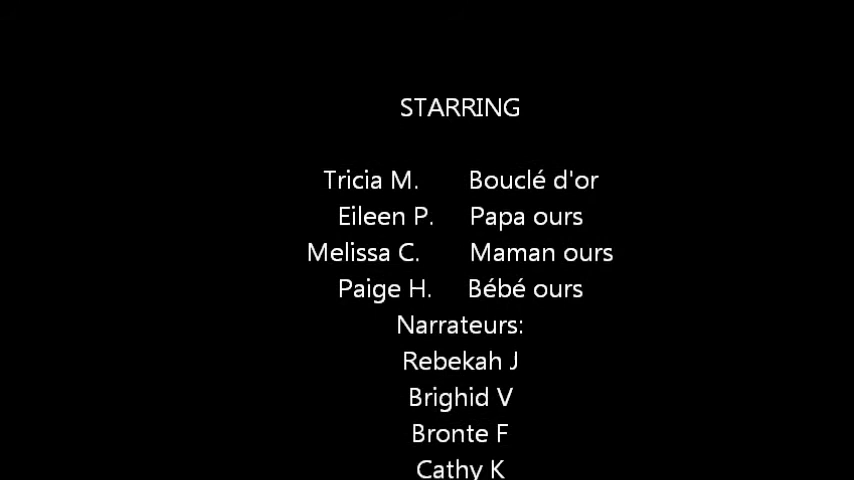 STARRING
Tricia M. Bouclé d'or
Eileen P. Papa ours
Melissa C. Maman ours
Paige H. Bébé ours
Narrateurs:
Rebekah J
Brighid V
Bronte F
Cathy K